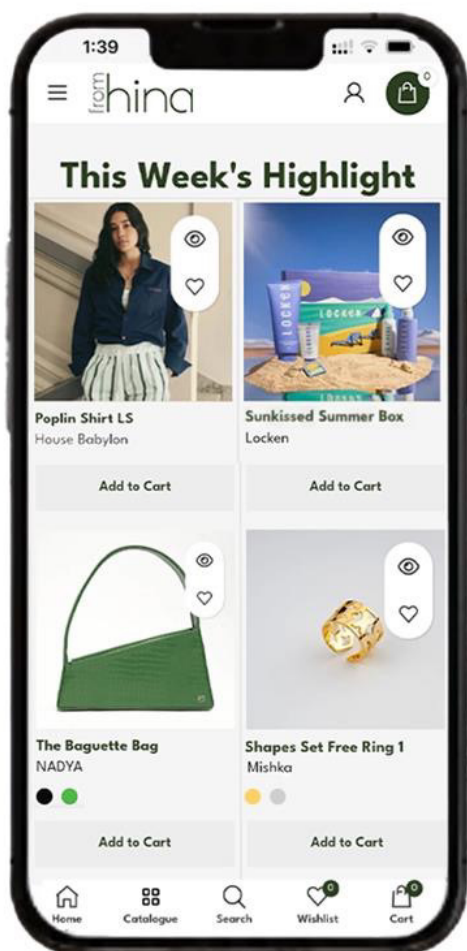 1:39
from
hina
0
This Week's Highlight
LOCKEN
LOCKEN
Poplin Shirt LS
House Babylon
Sunkissed Summer Box
Locken
Add to Cart
Add to Cart
The Baguette Bag
NADYA
Shapes Set Free Ring 1
Mishka
Add to Cart
Add to Cart
0
0
Home
Catalogue
Search
Wishlist
Cart